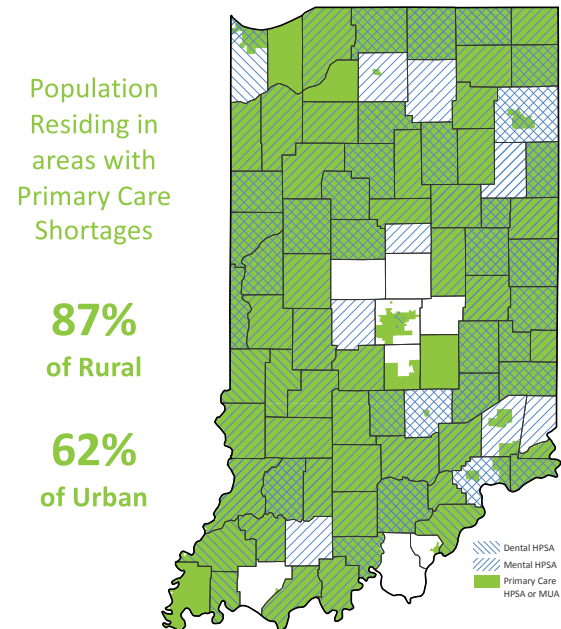 Population
Residing in
areas with
Primary Care
Shortages
87%
of Rural
62%
of Urban
Dental HPSA
Mental HPSA
Primary Care
HPSA or MUA